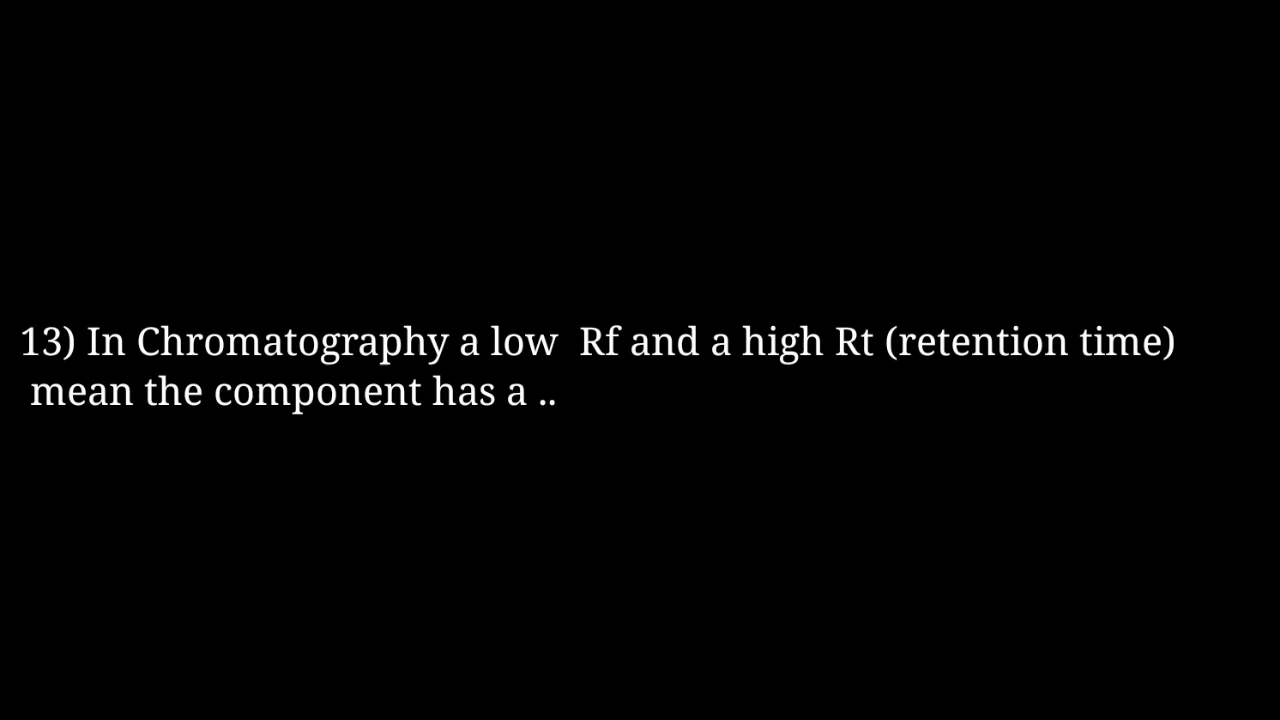 13) In Chromatography a low  Rf and a high Rt (retention time)
mean the component has a ..